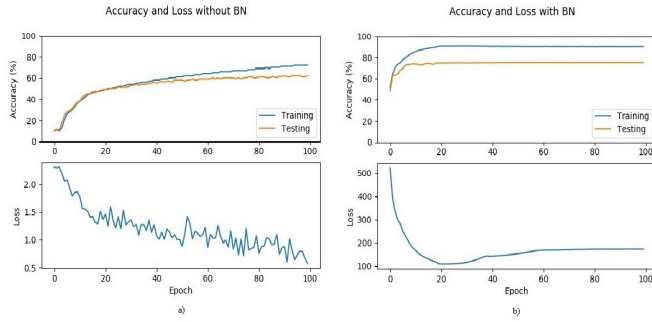 Accuracy and Loss without BN
Accuracy (%)
100
80
60
40
20
0
0 20 40 60 80 100
Training
Testing
Loss
2.0
1.5
1.0
0.5
0 20 40 60 80 100
Epoch
a)
Accuracy and Loss with BN
Accuracy (%)
100
80
60
40
20
0
0 20 40 60 80 100
Training
Testing
Loss
500
400
300
200
100
0 20 40 60 80 100
Epoch
b)